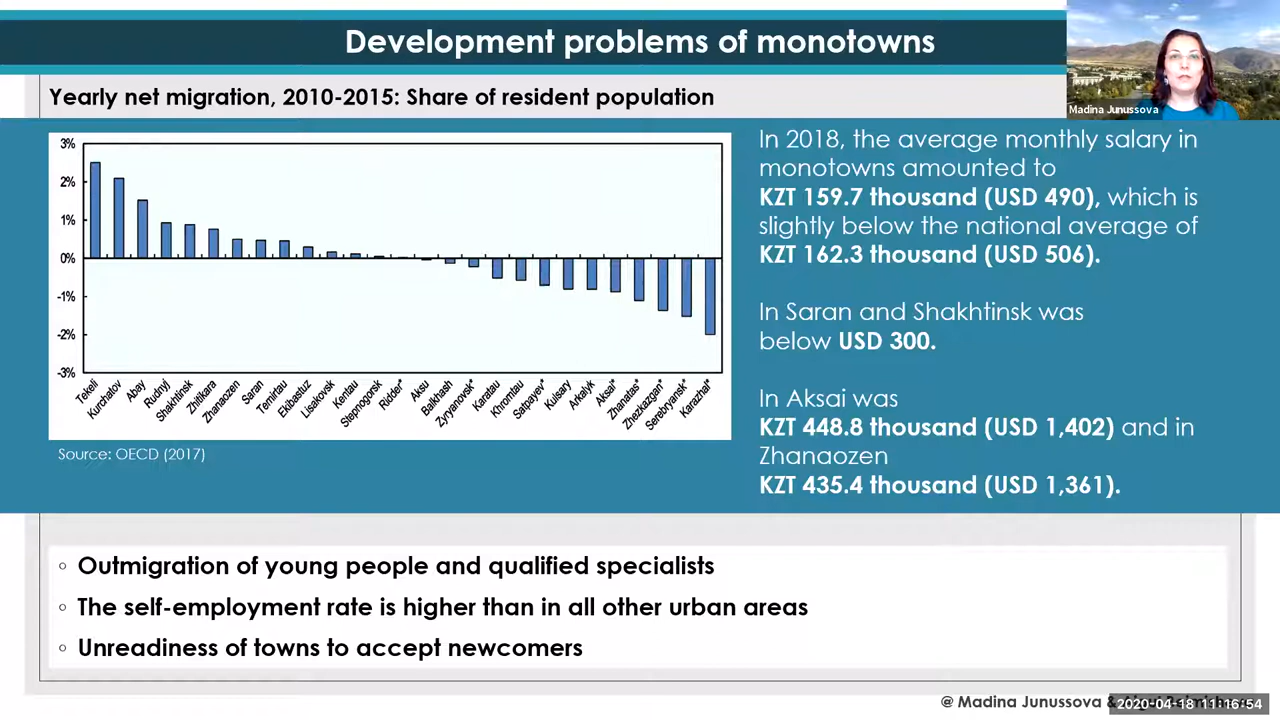 Development problems of monotowns
Madina Junussova
Yearly net migration, 2010-2015: Share of resident population
3%
2%
1%
0%
-1%
-2%
-3%
Tekeli
Kurchatov
Abay
Rudnyj
Shakhtinsk
Zhitikara
Zhanaozen
Saran
Temirtau
Ekibastuz
Lisakovsk
Kentau
Stepnogorsk
Ridder*
Aksu
Balkhash
Zyryanovsk*
Karatau
Khromtau
Satpayev*
Kulsary
Arkalyk
Aksai*
Zhanatas*
Zhezkazgan*
Serebryansk*
Karazhal*
Source: OECD (2017)
In 2018, the average monthly salary in
monotowns amounted to
KZT 159.7 thousand (USD 490), which is
slightly below the national average of
KZT 162.3 thousand (USD 506).
In Saran and Shakhtinsk was
below USD 300.
In Aksai was
KZT 448.8 thousand (USD 1,402) and in
Zhanaozen
KZT 435.4 thousand (USD 1,361).
◦ Outmigration of young people and qualified specialists
◦ The self-employment rate is higher than in all other urban areas
◦ Unreadiness of towns to accept newcomers
@ Madina Junussova &
2020-04-18 11:16:54